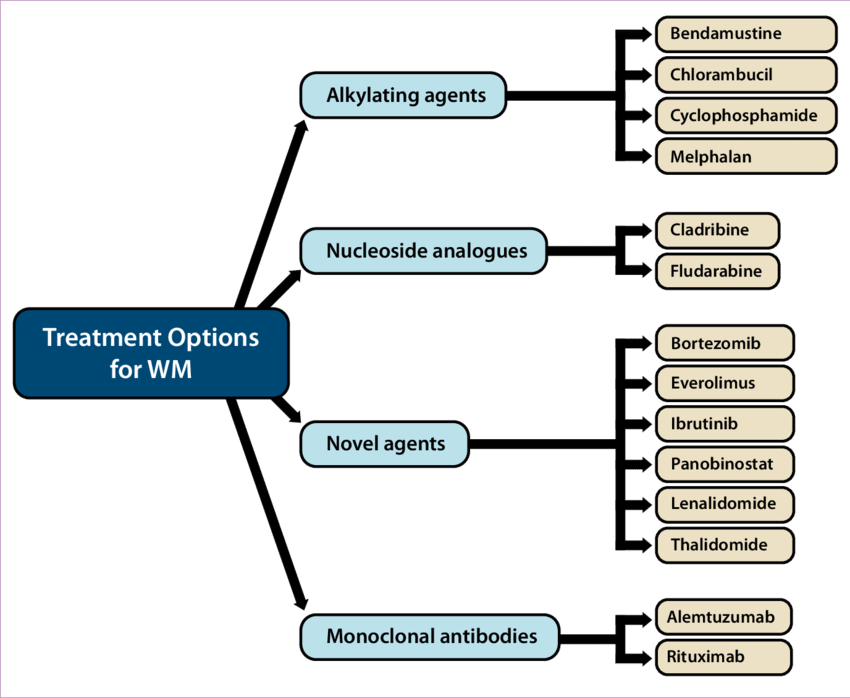 Treatment Options
for WM
Alkylating agents
Bendamustine
Chlorambucil
Cyclophosphamide
Melphalan
Nucleoside analogues
Cladribine
Fludarabine
Novel agents
Bortezomib
Everolimus
Ibrutinib
Panobinostat
Lenalidomide
Thalidomide
Monoclonal antibodies
Alemtuzumab
Rituximab